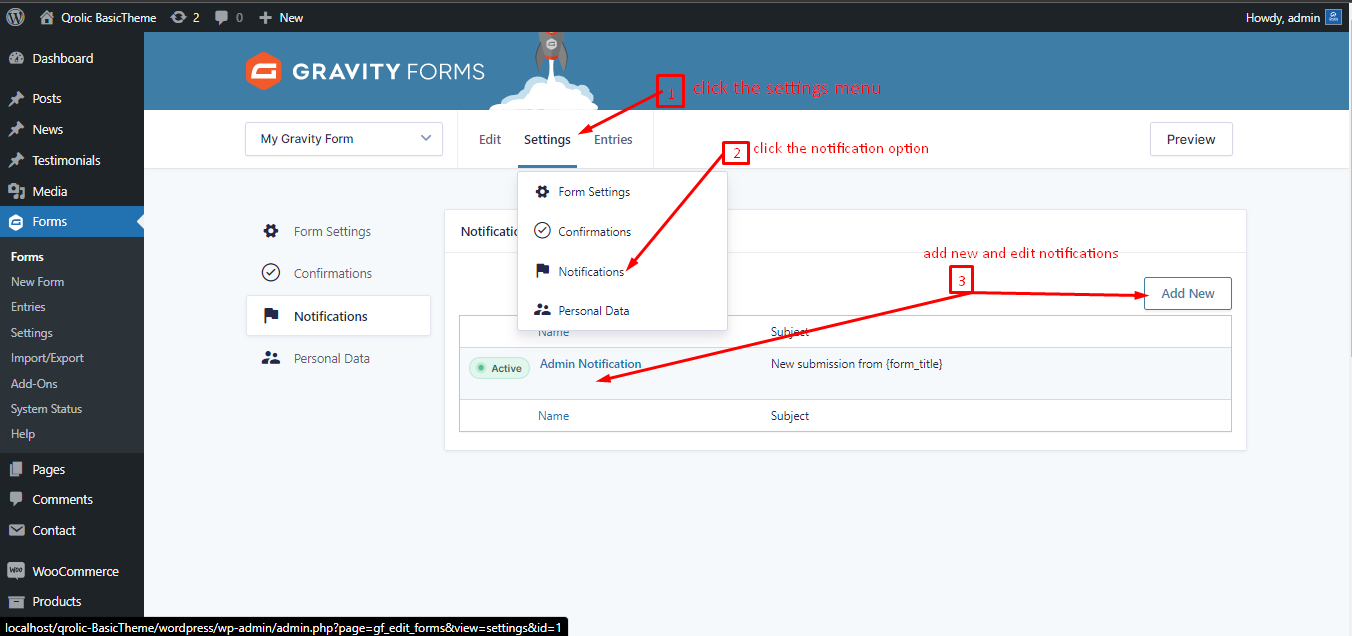 Qrolic BasicTheme 2 0 New Howdy, admin
Dashboard
Posts
News
Testimonials
Media
Forms
Forms
New Form
Entries
Settings
Import/Export
Add-Ons
System Status
Help
Pages
Comments
Contact
WooCommerce
Products
GRAVITY FORMS
1 click the settings menu
My Gravity Form Edit Settings Entries Preview
2 click the notification option
Form Settings
Confirmations
Notifications
Personal Data
Form Settings
Confirmations
Notifications
Personal Data
Notificatio
add new and edit notifications
3
Add New
Name Subject
Active Admin Notification New submission from {form_title}
Name Subject
localhost/qrolic-BasicTheme/wordpress/wp-admin/admin.php?page=gf_edit_forms&view=settings&id=1